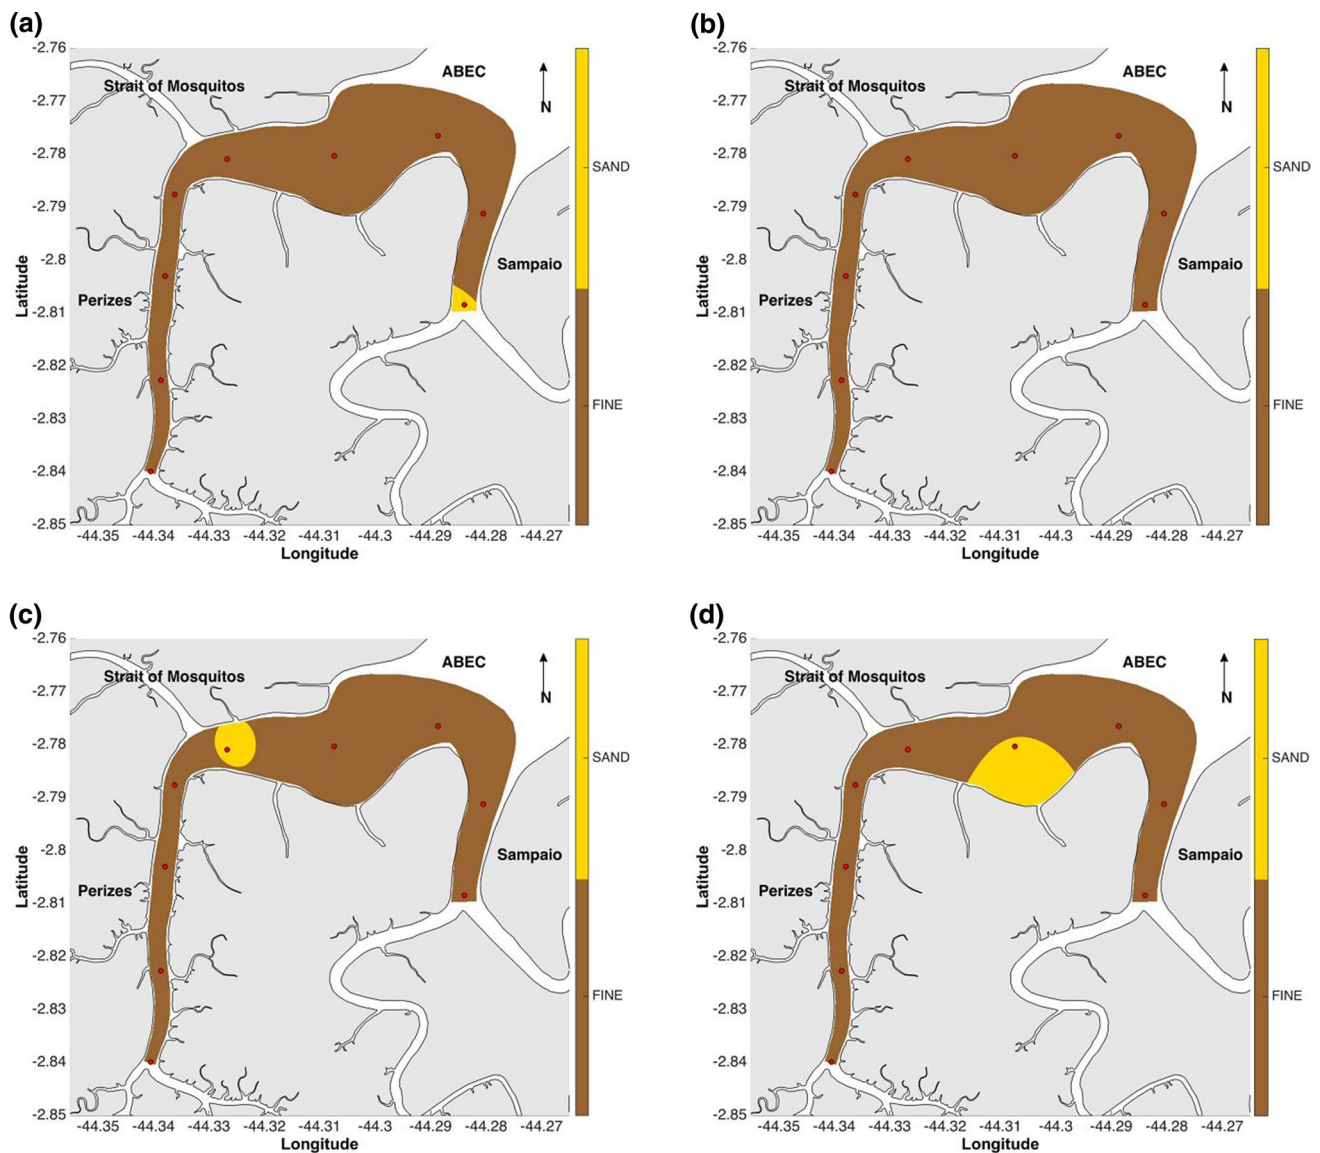 (a)
-2.76
-2.77
-2.78
-2.79
-2.8
-2.81
-2.82
-2.83
-2.84
-2.85
Latitude
Strait of Mosquitos
ABEC
N
Sampaio
Perizes
-44.35 -44.34 -44.33 -44.32 -44.31 -44.3 -44.29 -44.28 -44.27
Longitude
SAND
FINE
(b)
-2.76
-2.77
-2.78
-2.79
-2.8
-2.81
-2.82
-2.83
-2.84
-2.85
Latitude
Strait of Mosquitos
ABEC
N
Sampaio
Perizes
-44.35 -44.34 -44.33 -44.32 -44.31 -44.3 -44.29 -44.28 -44.27
Longitude
SAND
FINE
(c)
-2.76
-2.77
-2.78
-2.79
-2.8
-2.81
-2.82
-2.83
-2.84
-2.85
Latitude
Strait of Mosquitos
ABEC
N
Sampaio
Perizes
-44.35 -44.34 -44.33 -44.32 -44.31 -44.3 -44.29 -44.28 -44.27
Longitude
SAND
FINE
(d)
-2.76
-2.77
-2.78
-2.79
-2.8
-2.81
-2.82
-2.83
-2.84
-2.85
Latitude
Strait of Mosquitos
ABEC
N
Sampaio
Perizes
-44.35 -44.34 -44.33 -44.32 -44.31 -44.3 -44.29 -44.28 -44.27
Longitude
SAND
FINE